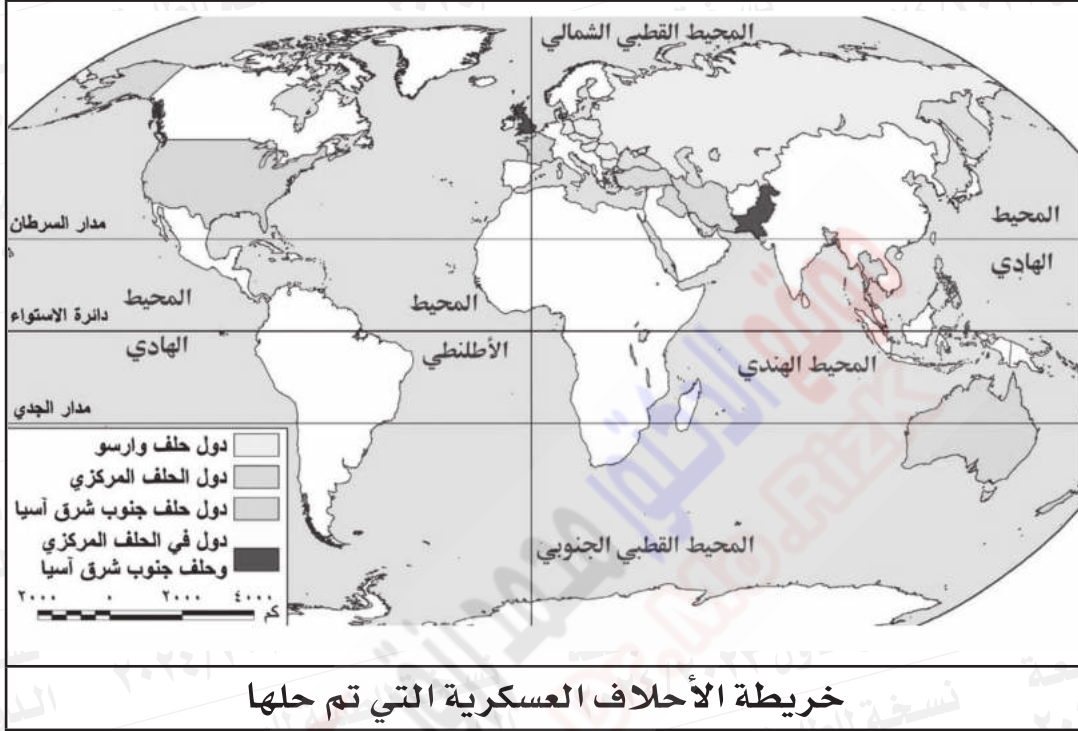 المحيط القطبي الشمالي
مدار السرطان
المحيط
الهادي
المحيط
المحيط
دائرة الاستواء
الهادي
الأطلنطي
المحيط الهندي
مدار الجدي
دول حلف وارسو
دول الحلف المركزي
دول حلف جنوب شرق آسيا
دول في الحلف المركزي
وحلف جنوب شرق آسيا
المحيط القطبي الجنوبي
٢٠٠٠ ٠ ٢٠٠٠ ٤٠٠٠
كم
خريطة الأحلاف العسكرية التي تم حلها